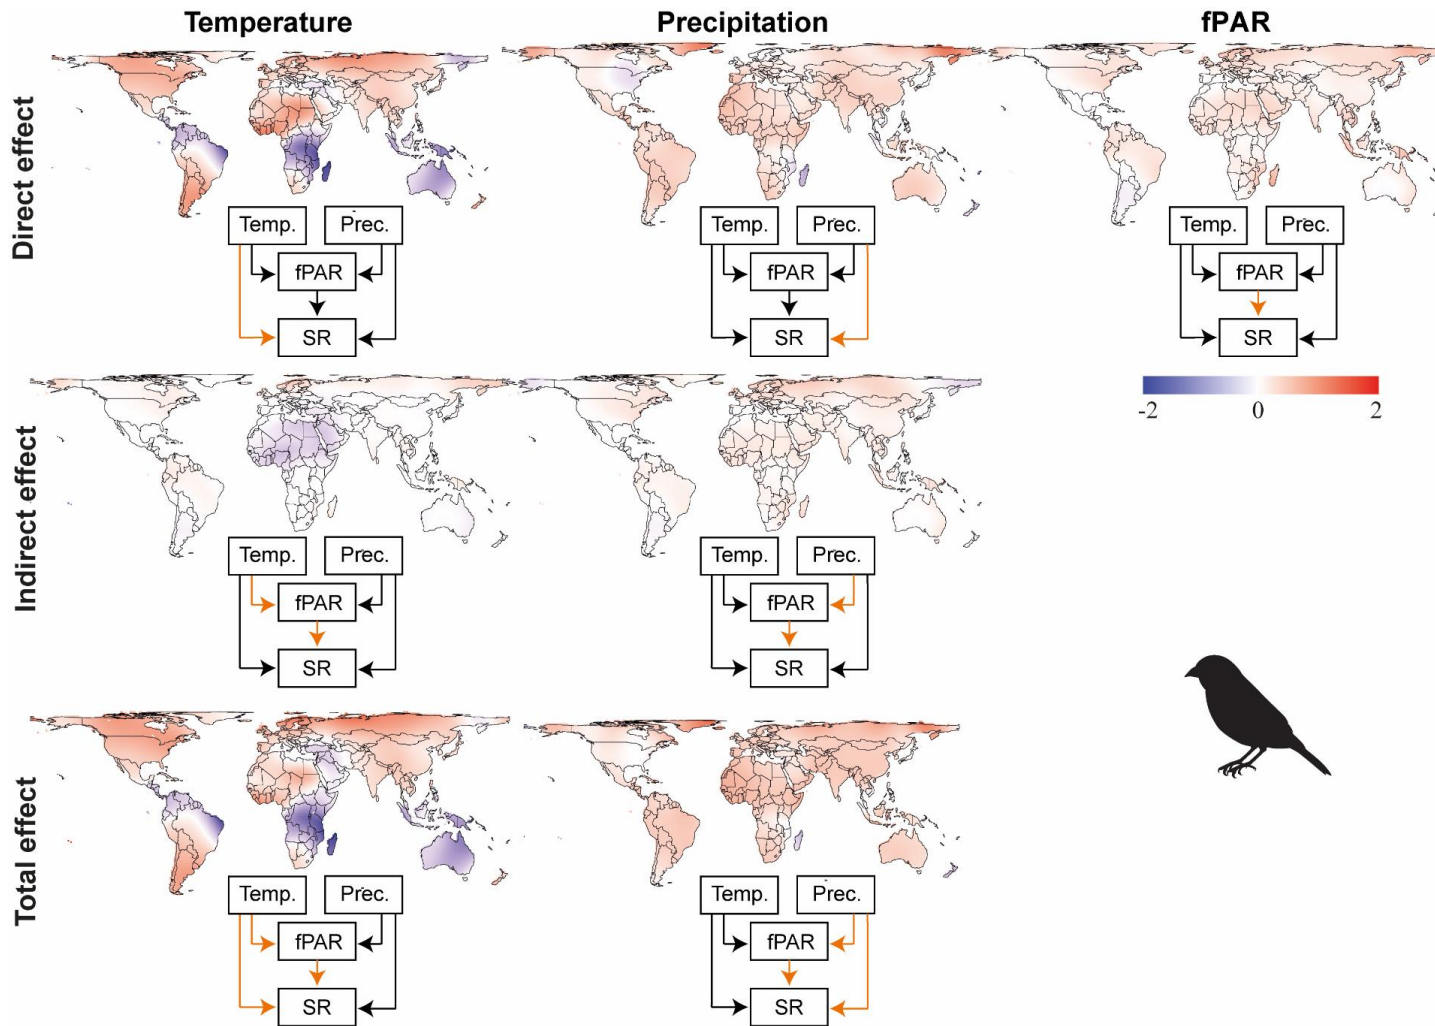 Temperature Precipitation fPAR
Direct effect
Temp. Prec. Temp. Prec. Temp. Prec.
fPAR fPAR fPAR
SR SR SR
-2 0 2
Indirect effect
Temp. Prec. Temp. Prec.
fPAR fPAR
SR SR
Total effect
Temp. Prec. Temp. Prec.
fPAR fPAR
SR SR